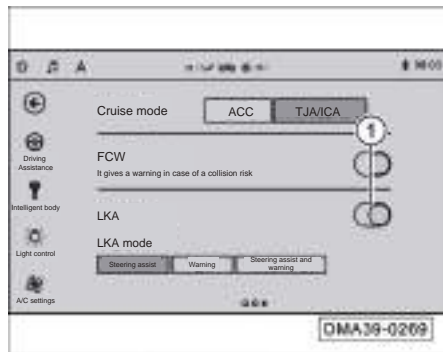 Cruise mode
ACC
TJA/ICA
1
Driving
Assistance
FCW
It gives a warning in case of a collision risk
Intelligent body
LKA
Light control
LKA mode
Steering assist
Warning
Steering assist and
warning
A/C settings
DMA39-0269